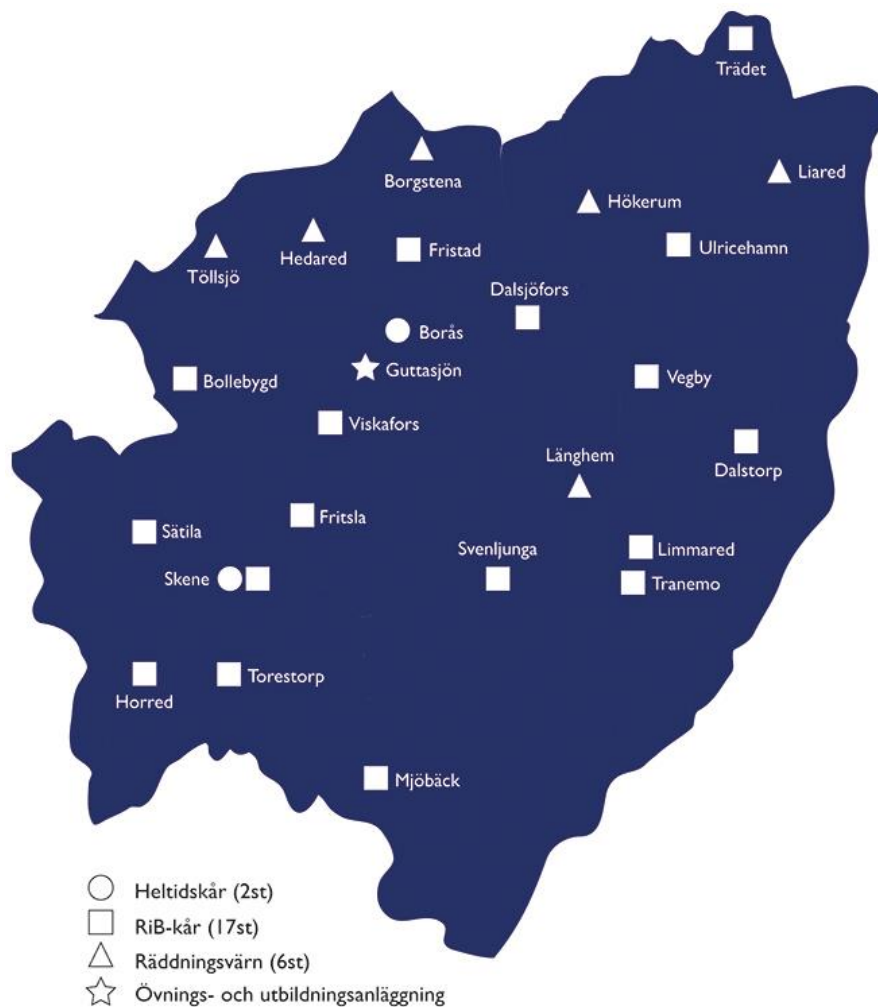 Trädet
Liared
Borgstena
Hökerum
Hedared
Fristad
Ulricehamn
Töllsjö
Dalsjöfors
Borås
Guttasjön
Bollebygd
Vegby
Viskafors
Länghem
Dalstorp
Fritsla
Sätila
Svenljunga
Limmared
Skene
Tranemo
Horred
Torestorp
Mjöbäck
Heltidskår (2st)
RiB-kår (17st)
Räddningsvärn (6st)
Övnings- och utbildningsanläggning